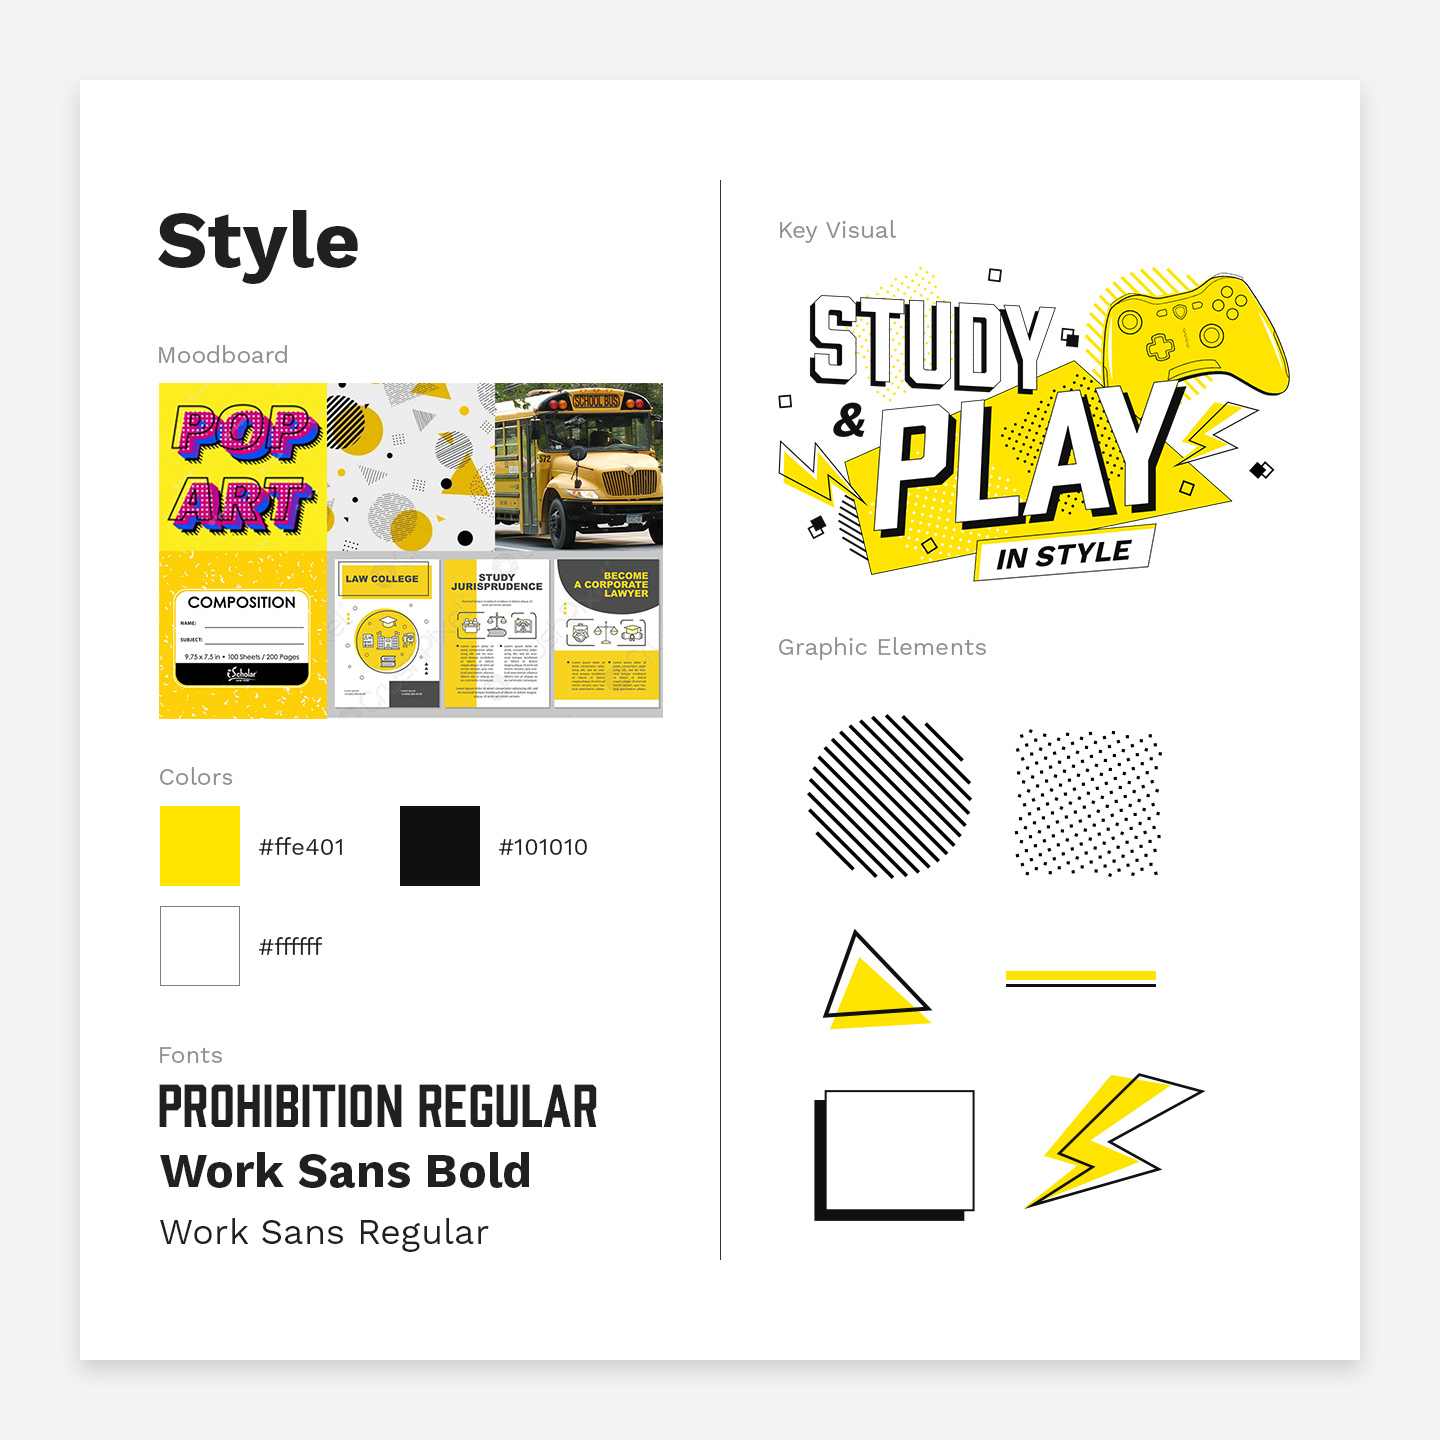 Style
Moodboard
POP
ART
SCHOOL BUS
572
COMPOSITION
NAME:
SUBJECT:
9.75 x 7.5 in • 100 Sheets / 200 Pages
iScholar
LAW COLLEGE
STUDY
JURISPRUDENCE
BECOME
A CORPORATE
LAWYER
Colors
#ffe401
#101010
#ffffff
Fonts
PROHIBITION REGULAR
Work Sans Bold
Work Sans Regular
Key Visual
STUDY
&
PLAY
IN STYLE
Graphic Elements